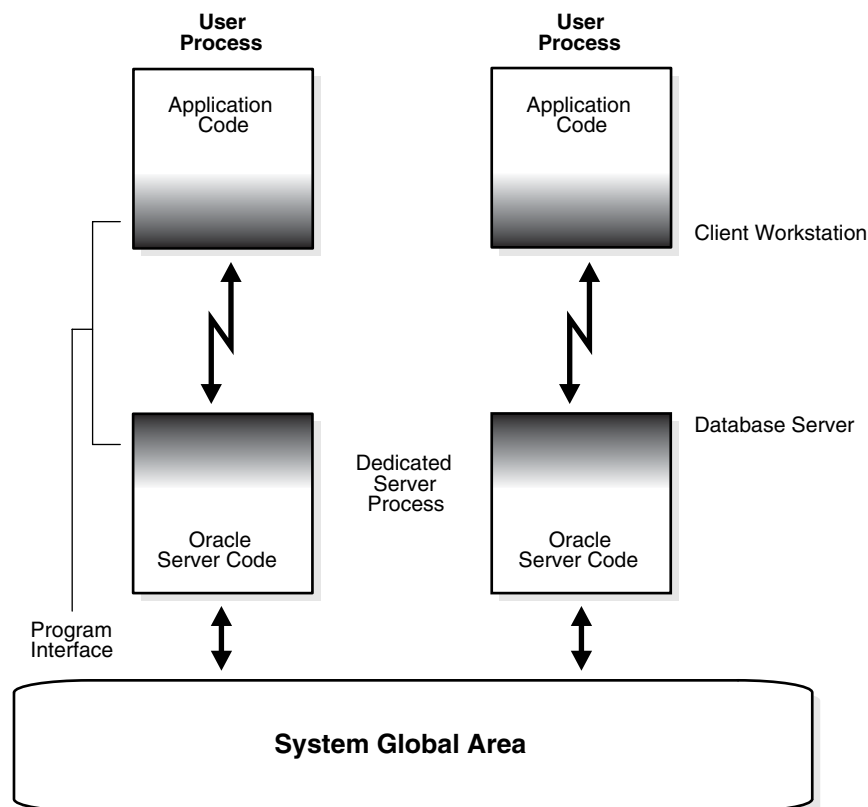 User
Process
User
Process
Application
Code
Application
Code
Client Workstation
Database Server
Dedicated
Server
Process
Oracle
Server Code
Oracle
Server Code
Program
Interface
System Global Area